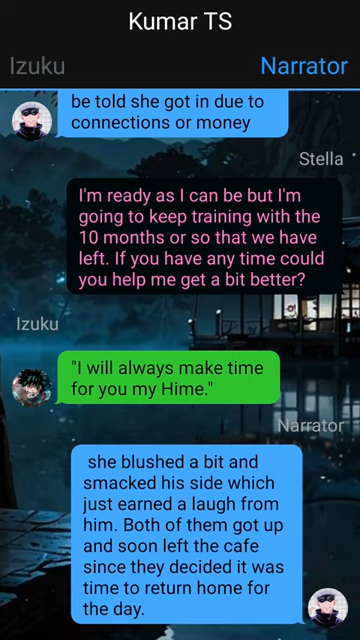 Kumar TS
Izuku
Narrator
be told she got in due to
connections or money
Stella
I'm ready as I can be but I'm
going to keep training with the
10 months or so that we have
left. If you have any time could
you help me get a bit better?
Izuku
"I will always make time
for you my Hime."
Narrator
she blushed a bit and
smacked his side which
just earned a laugh from
him. Both of them got up
and soon left the cafe
since they decided it was
time to return home for
the day.